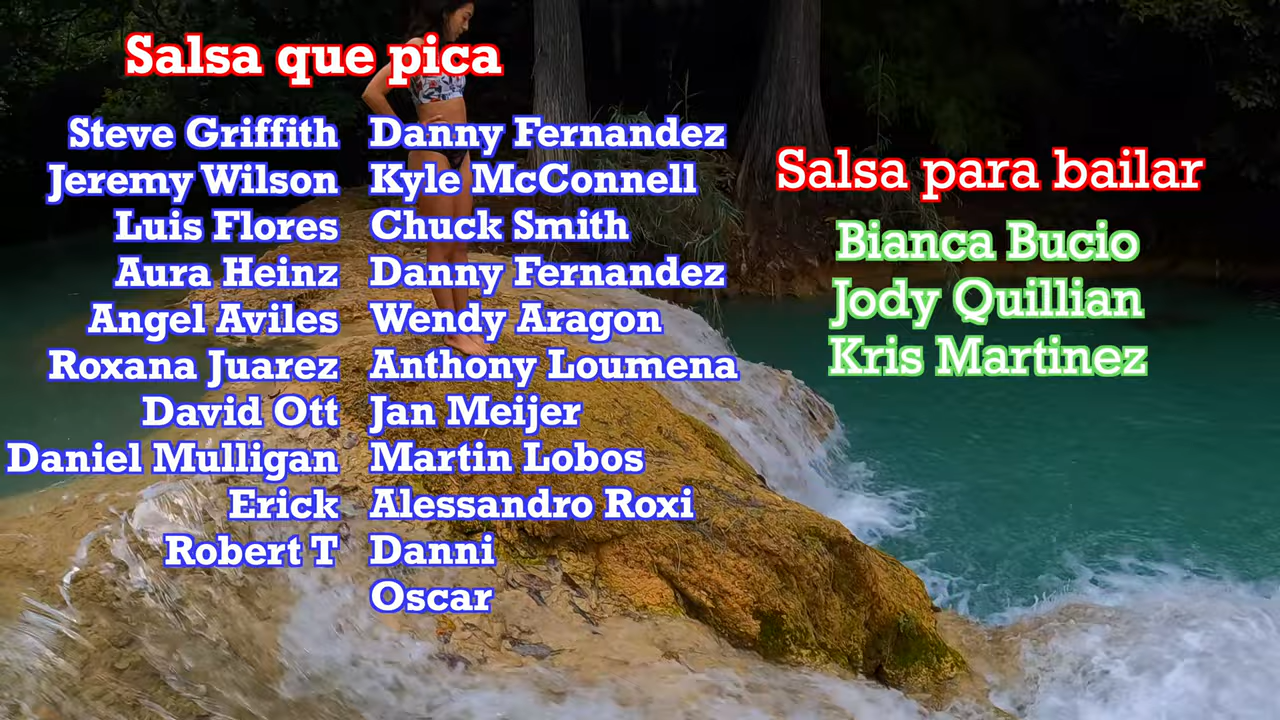 Salsa que pica
Steve Griffith
Jeremy Wilson
Luis Flores
Aura Heinz
Angel Aviles
Roxana Juarez
David Ott
Daniel Mulligan
Erick
Robert T
Danny Fernandez
Kyle McConnell
Chuck Smith
Danny Fernandez
Wendy Aragon
Anthony Loumena
Jan Meijer
Martin Lobos
Alessandro Roxi
Danni
Oscar
Salsa para bailar
Bianca Bucio
Jody Quillian
Kris Martinez